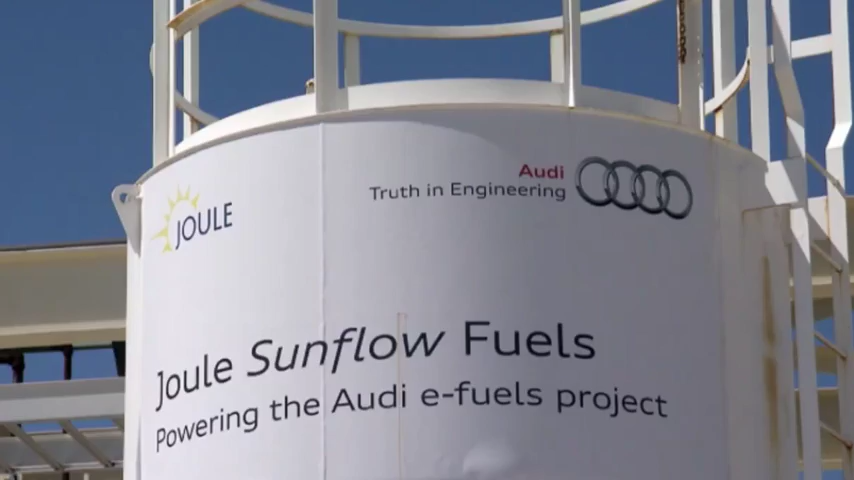 JOULE
Audi
Truth in Engineering
Joule Sunflow Fuels
Powering the Audi e-fuels project